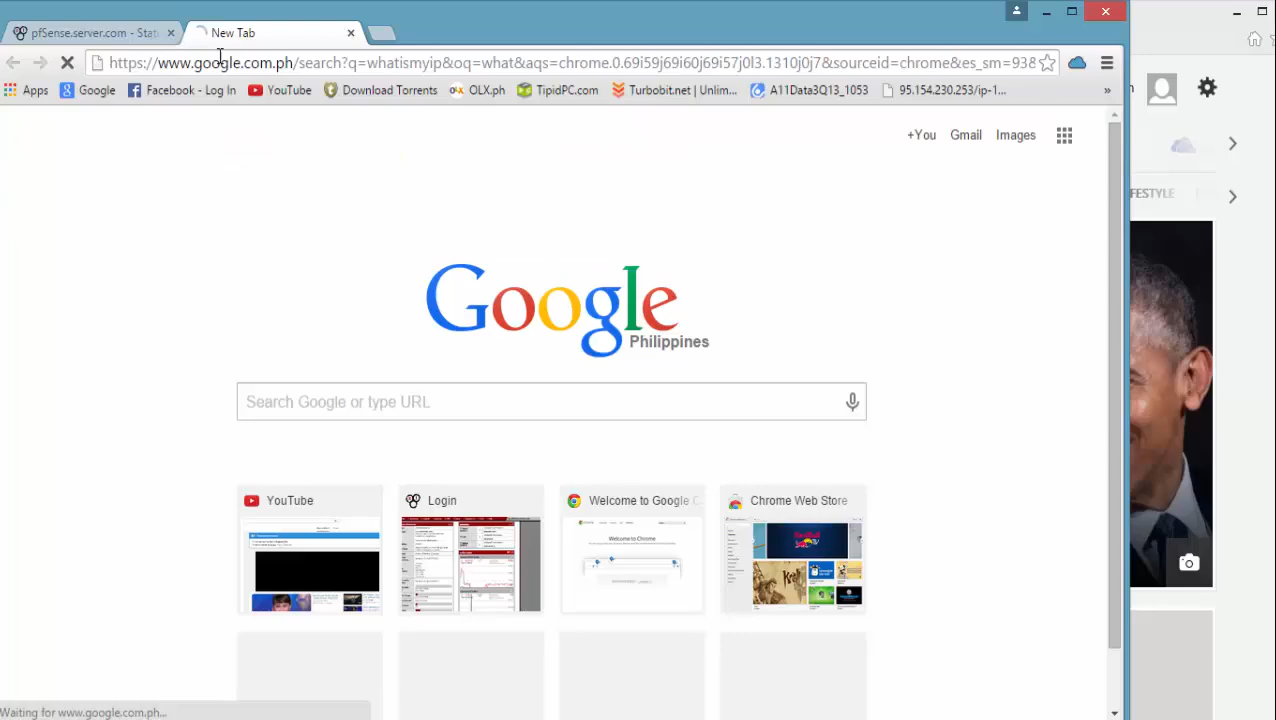 pfSense.server.com - Stat
New Tab
https://www.google.com.ph/search?q=whatismyip&oq=what&aqs=chrome.0.69i59j69i60j69i57j0l3.1310j0j7&sourceid=chrome&es_sm=938
Apps
Google
Facebook - Log In
YouTube
Download Torrents
OLX.ph
TipidPC.com
Turbobit.net | Unlim...
A11Data3Q13_1053
95.154.230.253/ip-1...
»
+You
Gmail
Images
FESTYLE
Google
Philippines
Search Google or type URL
YouTube
Login
Welcome to Google C
Chrome Web Store
Welcome to Chrome
Waiting for www.google.com.ph...